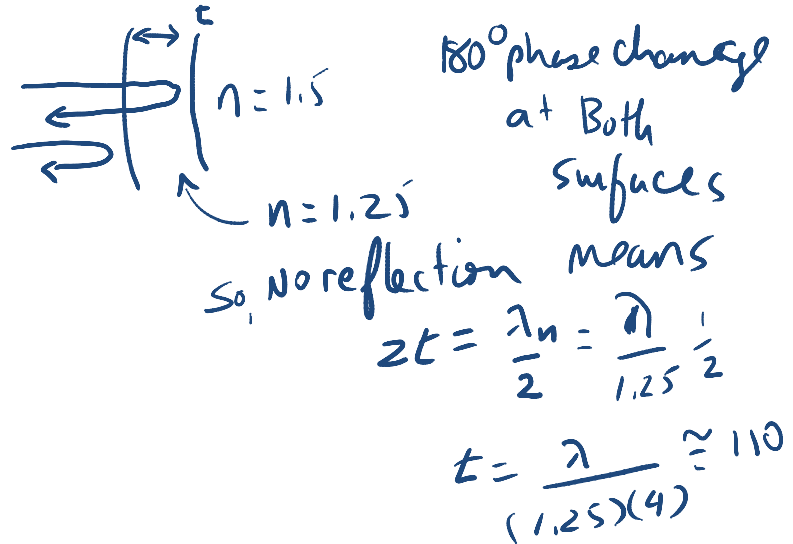 t
n = 1.5
n = 1.25
180° phase change
at Both
surfaces
So, No reflection means
2t = λn/2 = λ/1.25 1/2
t = λ/(1.25)(4) ≅ 110